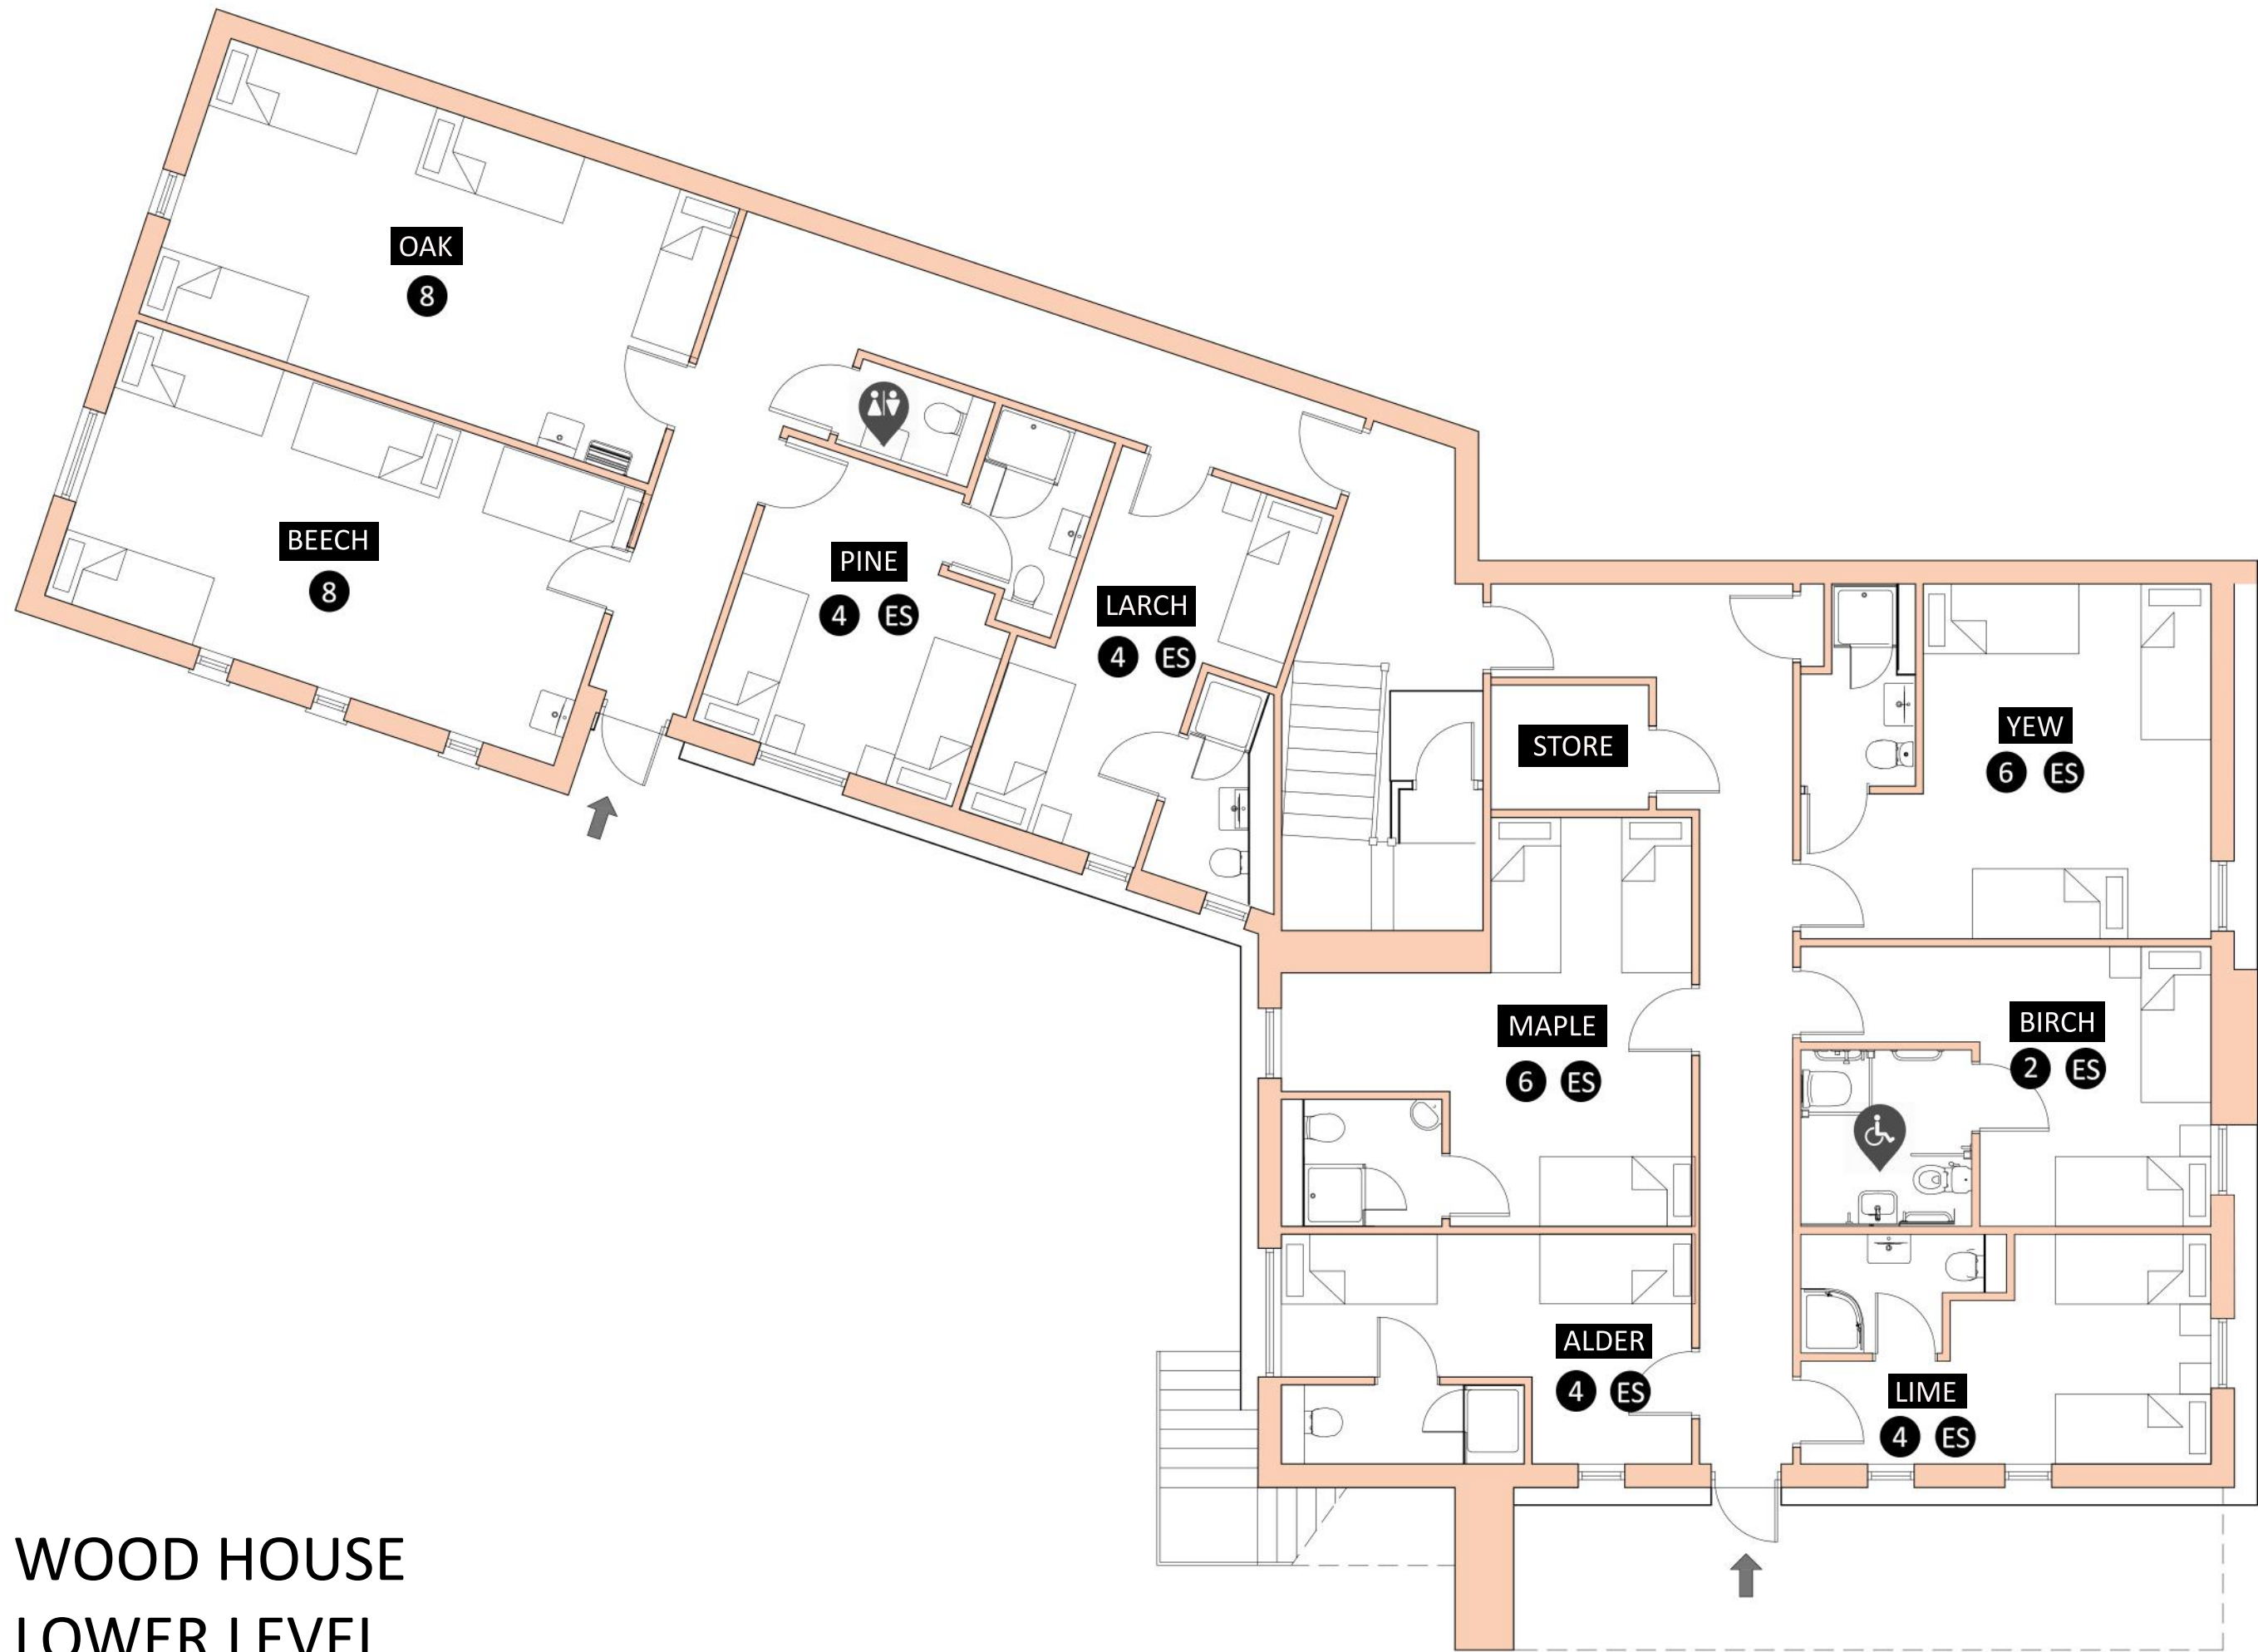 OAK
8
BEECH
8
PINE
4 ES
LARCH
4 ES
STORE
YEW
6 ES
MAPLE
6 ES
BIRCH
2 ES
ALDER
4 ES
LIME
4 ES
WOOD HOUSE
LOWER LEVEL